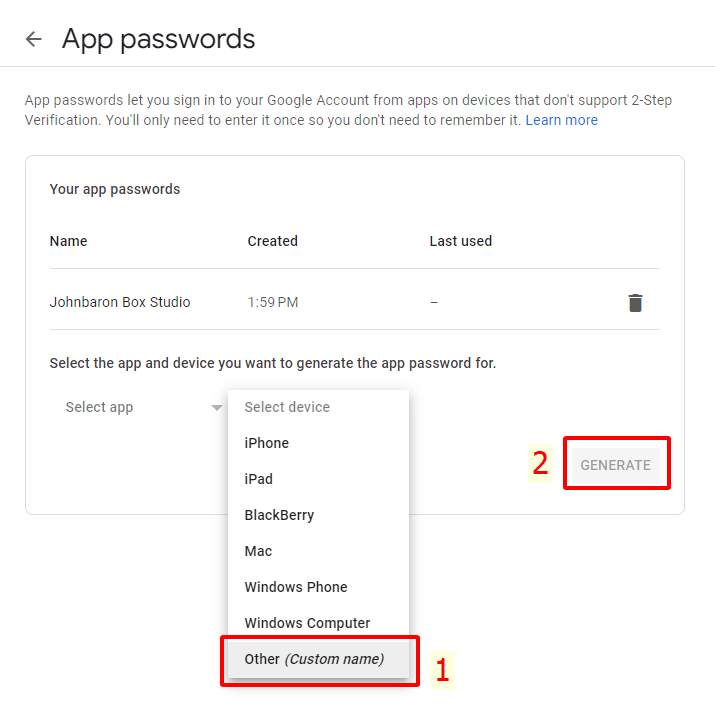 App passwords
App passwords let you sign in to your Google Account from apps on devices that don't support 2-Step
Verification. You'll only need to enter it once so you don't need to remember it. Learn more
Your app passwords
Name Created Last used
Johnbaron Box Studio 1:59 PM –
Select the app and device you want to generate the app password for.
Select app Select device
iPhone
2 GENERATE
iPad
BlackBerry
Mac
Windows Phone
Windows Computer
Other (Custom name) 1